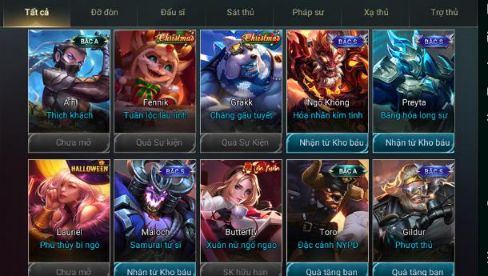 Tất cả Đỡ đòn Đấu sĩ Sát thủ Pháp sư Xạ thủ Trợ thủ
BẬC A Christmas Christmas BẬC S BẬC S
Airi Fennik Grakk Ngộ Không Preyta
Thích khách Tuần lộc láu lỉnh Chàng gấu tuyết Hỏa nhãn kim tinh Băng hỏa long sư
Chưa mở Quà Sự kiện Quà Sự Kiện Nhận từ Kho báu Nhận từ Kho báu
HALLOWEEN BẬC S BẬC A BẬC S
Lauriel Maloch Butterfly Toro Gildur
Phù thủy bí ngô Samurai tử sĩ Xuân nữ ngổ ngáo Đặc cảnh NYPD Phượt thủ
Chưa mở Nhận từ Kho báu SK hữu hạn Quà tặng bạn Quà tặng bạn